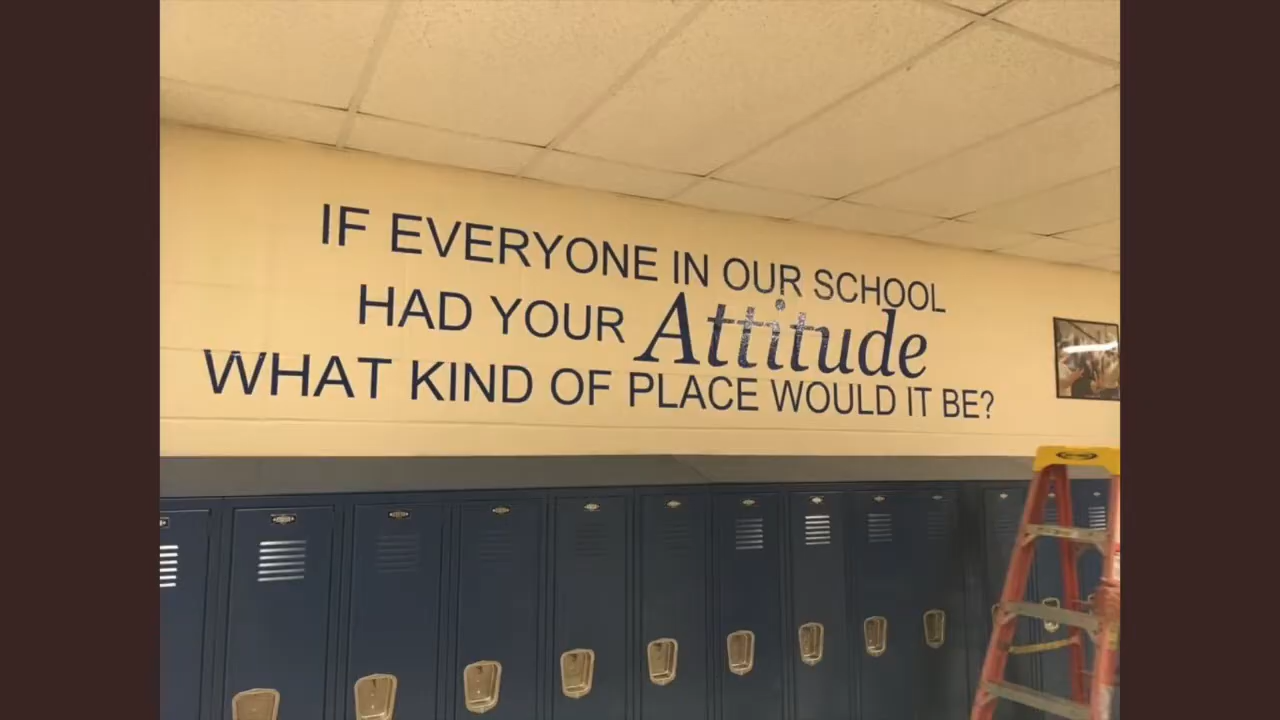 IF EVERYONE IN OUR SCHOOL
HAD YOUR Attitude
WHAT KIND OF PLACE WOULD IT BE?